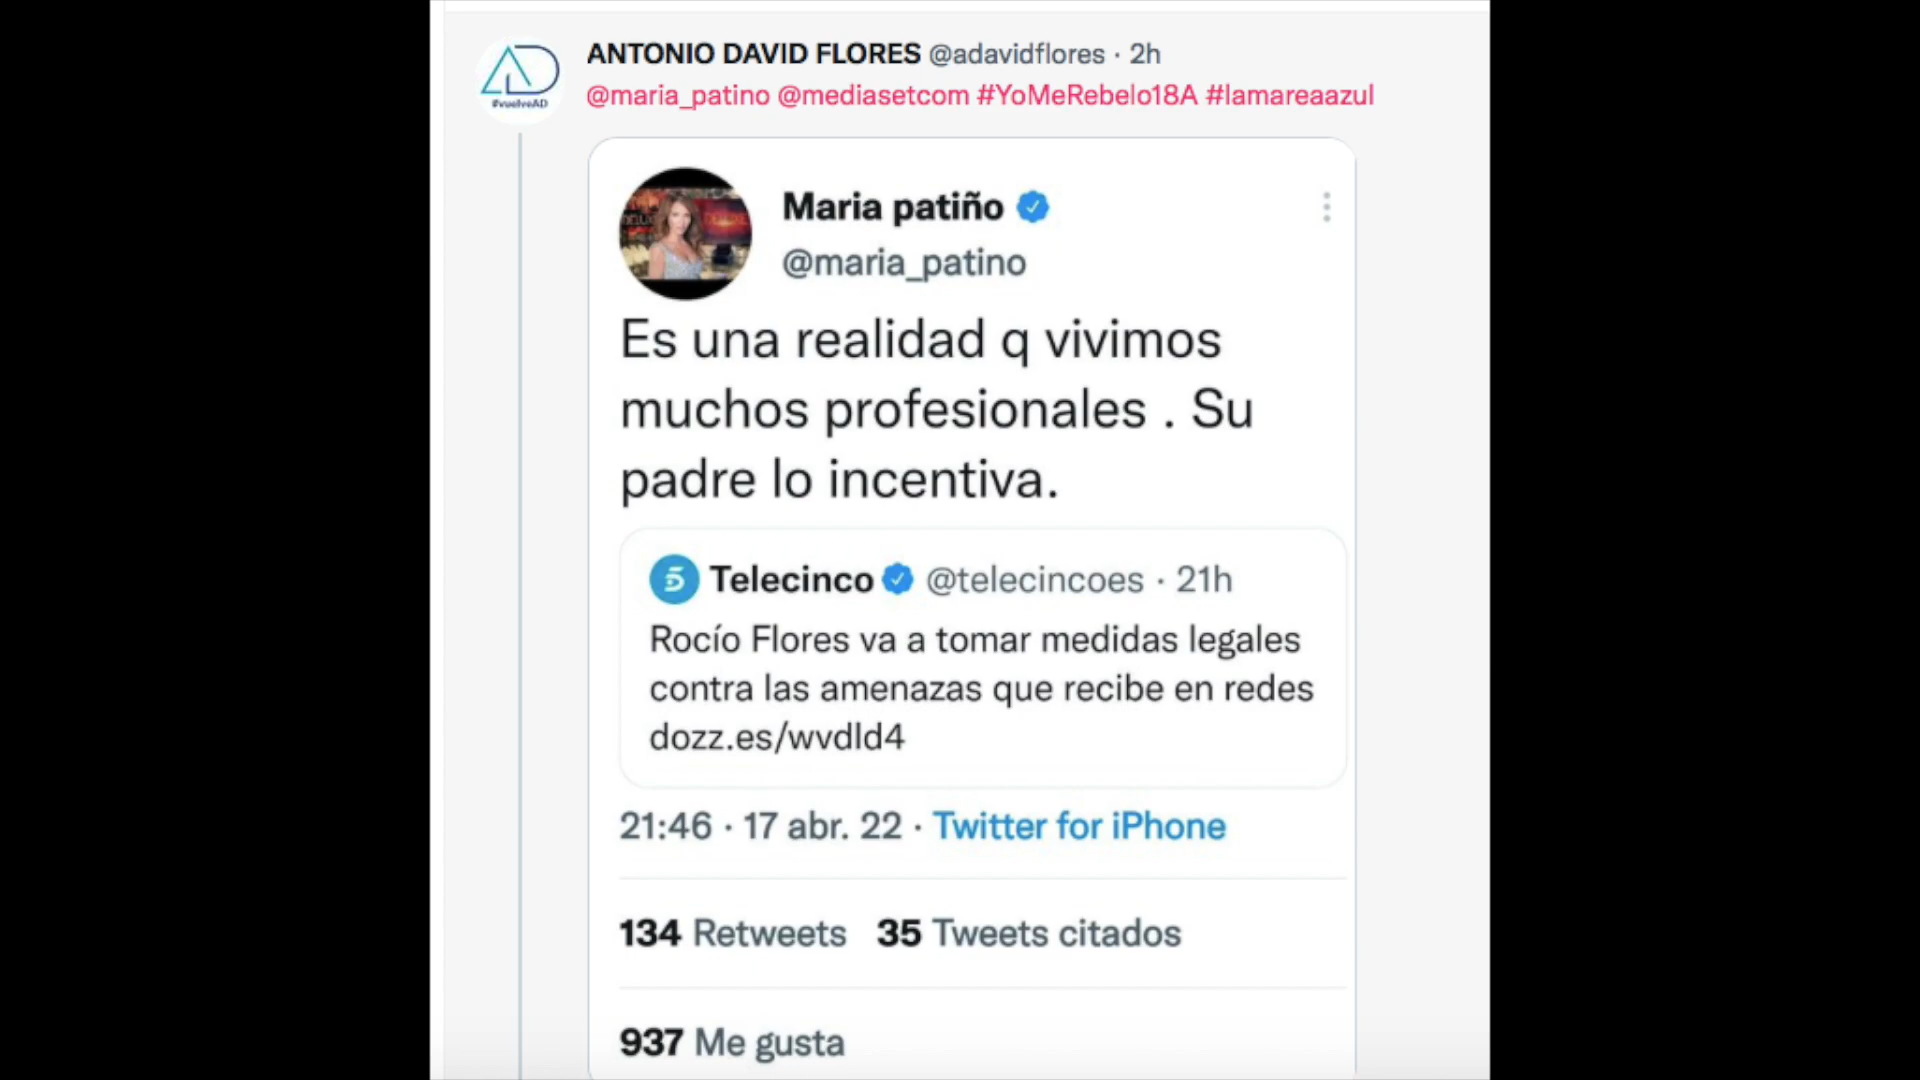 ANTONIO DAVID FLORES @adavidflores · 2h
@maria_patino @mediasetcom #YoMeRebelo18A #lamareaazul
#vuelveAD
Maria patiño
@maria_patino
Es una realidad q vivimos
muchos profesionales . Su
padre lo incentiva.
Telecinco @telecincoes · 21h
Rocío Flores va a tomar medidas legales
contra las amenazas que recibe en redes
dozz.es/wvdld4
21:46 · 17 abr. 22 · Twitter for iPhone
134 Retweets 35 Tweets citados
937 Me gusta